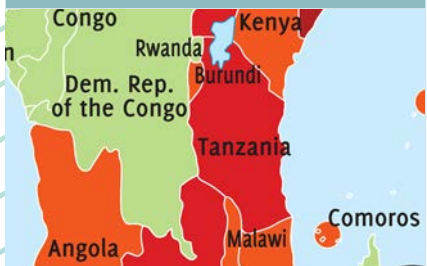 Congo
Kenya
Rwanda
n
Burundi
Dem. Rep.
of the Congo
Tanzania
Comoros
Malawi
Angola